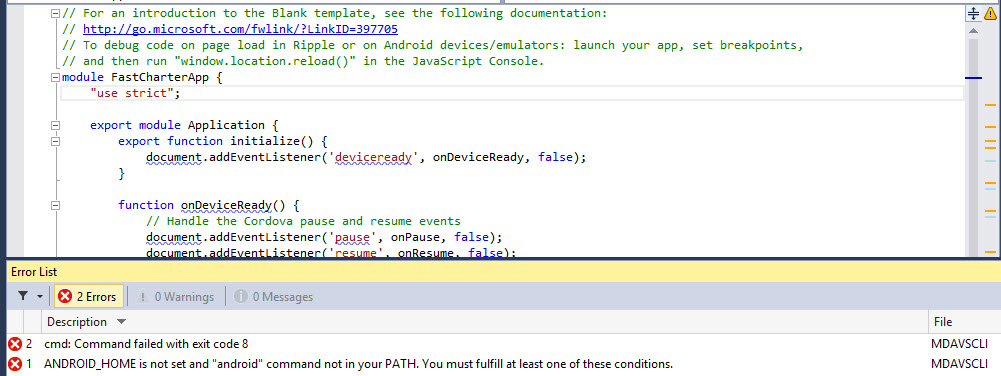 // For an introduction to the Blank template, see the following documentation:
// http://go.microsoft.com/fwlink/?LinkID=397705
// To debug code on page load in Ripple or on Android devices/emulators: launch your app, set breakpoints,
// and then run "window.location.reload()" in the JavaScript Console.
module FastCharterApp {
"use strict";
export module Application {
export function initialize() {
document.addEventListener('deviceready', onDeviceReady, false);
}
function onDeviceReady() {
// Handle the Cordova pause and resume events
document.addEventListener('pause', onPause, false);
document.addEventListener('resume', onResume, false);
Error List
2 Errors 0 Warnings 0 Messages
Description File
2 cmd: Command failed with exit code 8 MDAVSCLI
1 ANDROID_HOME is not set and "android" command not in your PATH. You must fulfill at least one of these conditions. MDAVSCLI